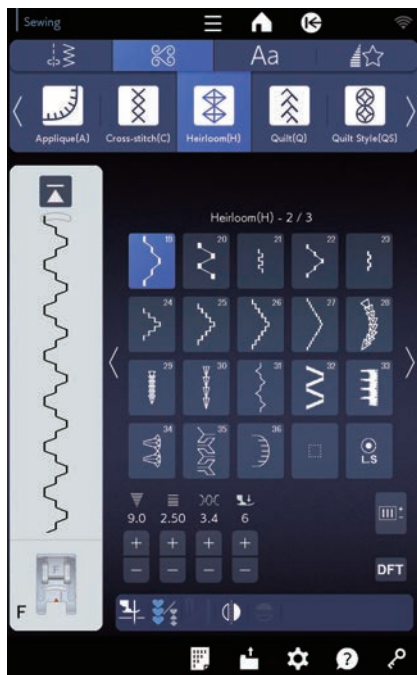 Sewing
Aa
Applique(A) Cross-stitch(C) Heirloom(H) Quilt(Q) Quilt Style(QS)
Heirloom(H) - 2 / 3
19 20 21 22 23
24 25 26 27 28
29 30 31 32 33
34 35 36 L.S
9.0 2.50 3.4 6
+ + + +
− − − −
DFT
F
F
?